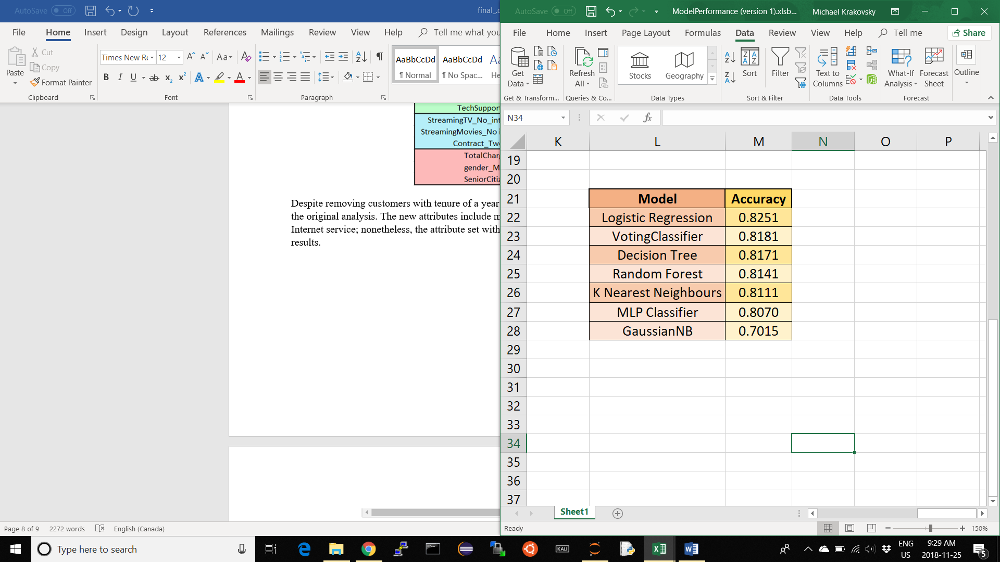 AutoSave Off
final_.c
File Home Insert Design Layout References Mailings Review View Help Tell me what you
Paste
Cut
Copy
Format Painter
Clipboard
Times New R 12
Font
Paragraph
AaBbCcDd AaBbCcDd
¶ Normal ¶ No Spac... He
TechSupport
StreamingTV_No_int
StreamingMovies_No i
Contract_Tw
TotalChar
gender_M
SeniorCitiz
Despite removing customers with tenure of a year
the original analysis. The new attributes include m
Internet service; nonetheless, the attribute set with
results.
Page 8 of 9 2272 words English (Canada)
AutoSave Off
ModelPerformance (version 1).xlsb... Michael Krakovsky
File Home Insert Page Layout Formulas Data Review View Help Tell me Share
Get Data
Refresh All
Stocks Geography
Sort Filter
Text to Columns
What-If Analysis
Forecast Sheet
Outline
Get & Transform... Queries & Co... Data Types Sort & Filter Data Tools Forecast
N34 fx
K L M N O P
19
20
21 Model Accuracy
22 Logistic Regression 0.8251
23 VotingClassifier 0.8181
24 Decision Tree 0.8171
25 Random Forest 0.8141
26 K Nearest Neighbours 0.8111
27 MLP Classifier 0.8070
28 GaussianNB 0.7015
29
30
31
32
33
34
35
36
37
Sheet1
Ready 150%
Type here to search
KALI
ENG US
9:29 AM
2018-11-25
5